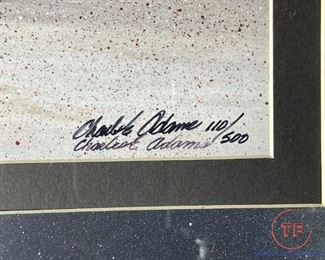 Charles Adams 110/
Charles E. Adams 500
TF